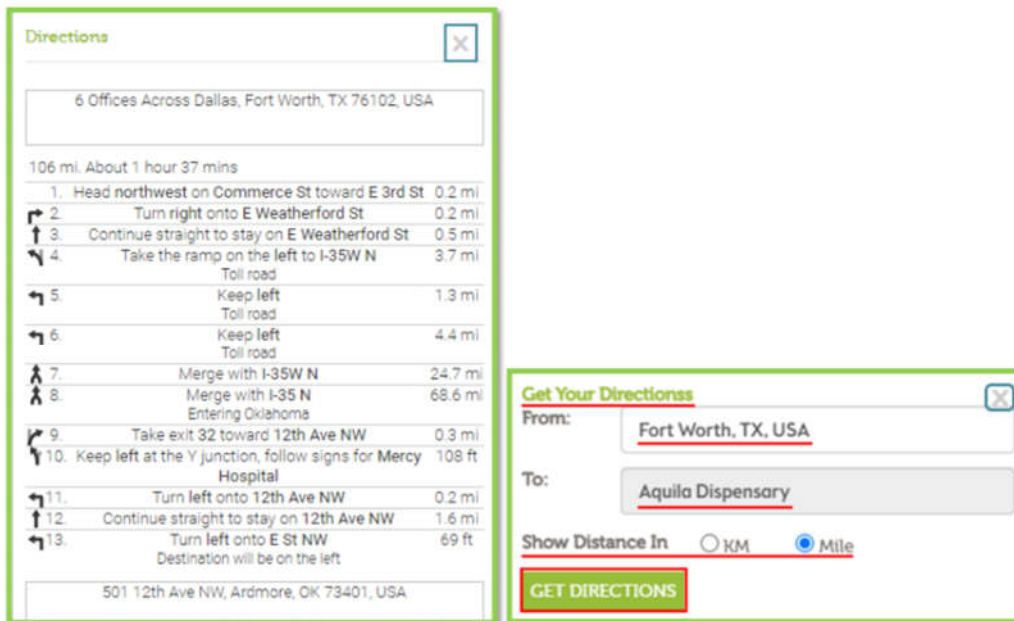 Directions
6 Offices Across Dallas, Fort Worth, TX 76102, USA
106 mi. About 1 hour 37 mins
1. Head northwest on Commerce St toward E 3rd St 0.2 mi
2. Turn right onto E Weatherford St 0.2 mi
3. Continue straight to stay on E Weatherford St 0.5 mi
4. Take the ramp on the left to I-35W N 3.7 mi
Toll road
5. Keep left 1.3 mi
Toll road
6. Keep left 4.4 mi
Toll road
7. Merge with I-35W N 24.7 mi
8. Merge with I-35 N 68.6 mi
Entering Oklahoma
9. Take exit 32 toward 12th Ave NW 0.3 mi
10. Keep left at the Y junction, follow signs for Mercy 108 ft
Hospital
11. Turn left onto 12th Ave NW 0.2 mi
12. Continue straight to stay on 12th Ave NW 1.6 mi
13. Turn left onto E St NW 69 ft
Destination will be on the left
501 12th Ave NW, Ardmore, OK 73401, USA
Get Your Directionss
From:
Fort Worth, TX, USA
To:
Aquila Dispensary
Show Distance In KM Mile
GET DIRECTIONS